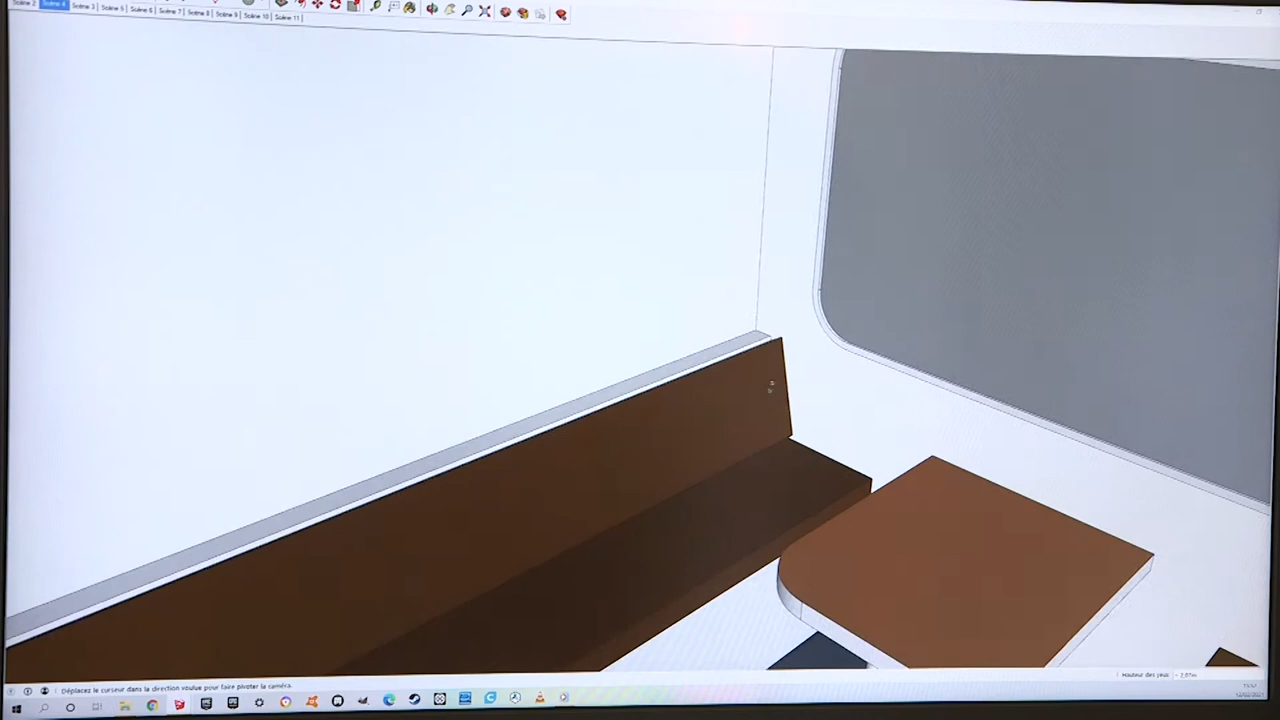 Scène 2 Scène 4 Scène 3 Scène 5 Scène 6 Scène 7 Scène 8 Scène 9 Scène 10 Scène 11
Déplacez le curseur dans la direction voulue pour faire pivoter la caméra.
Hauteur des yeux